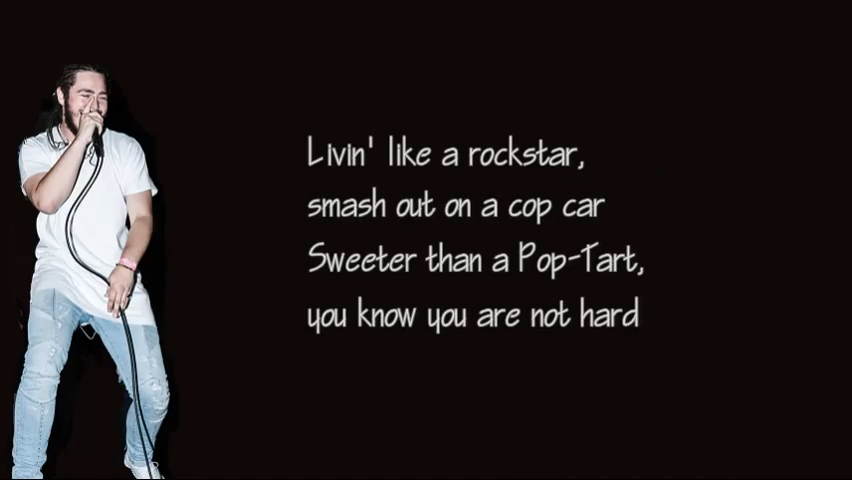 Livin' like a rockstar,
smash out on a cop car
Sweeter than a Pop-Tart,
you know you are not hard